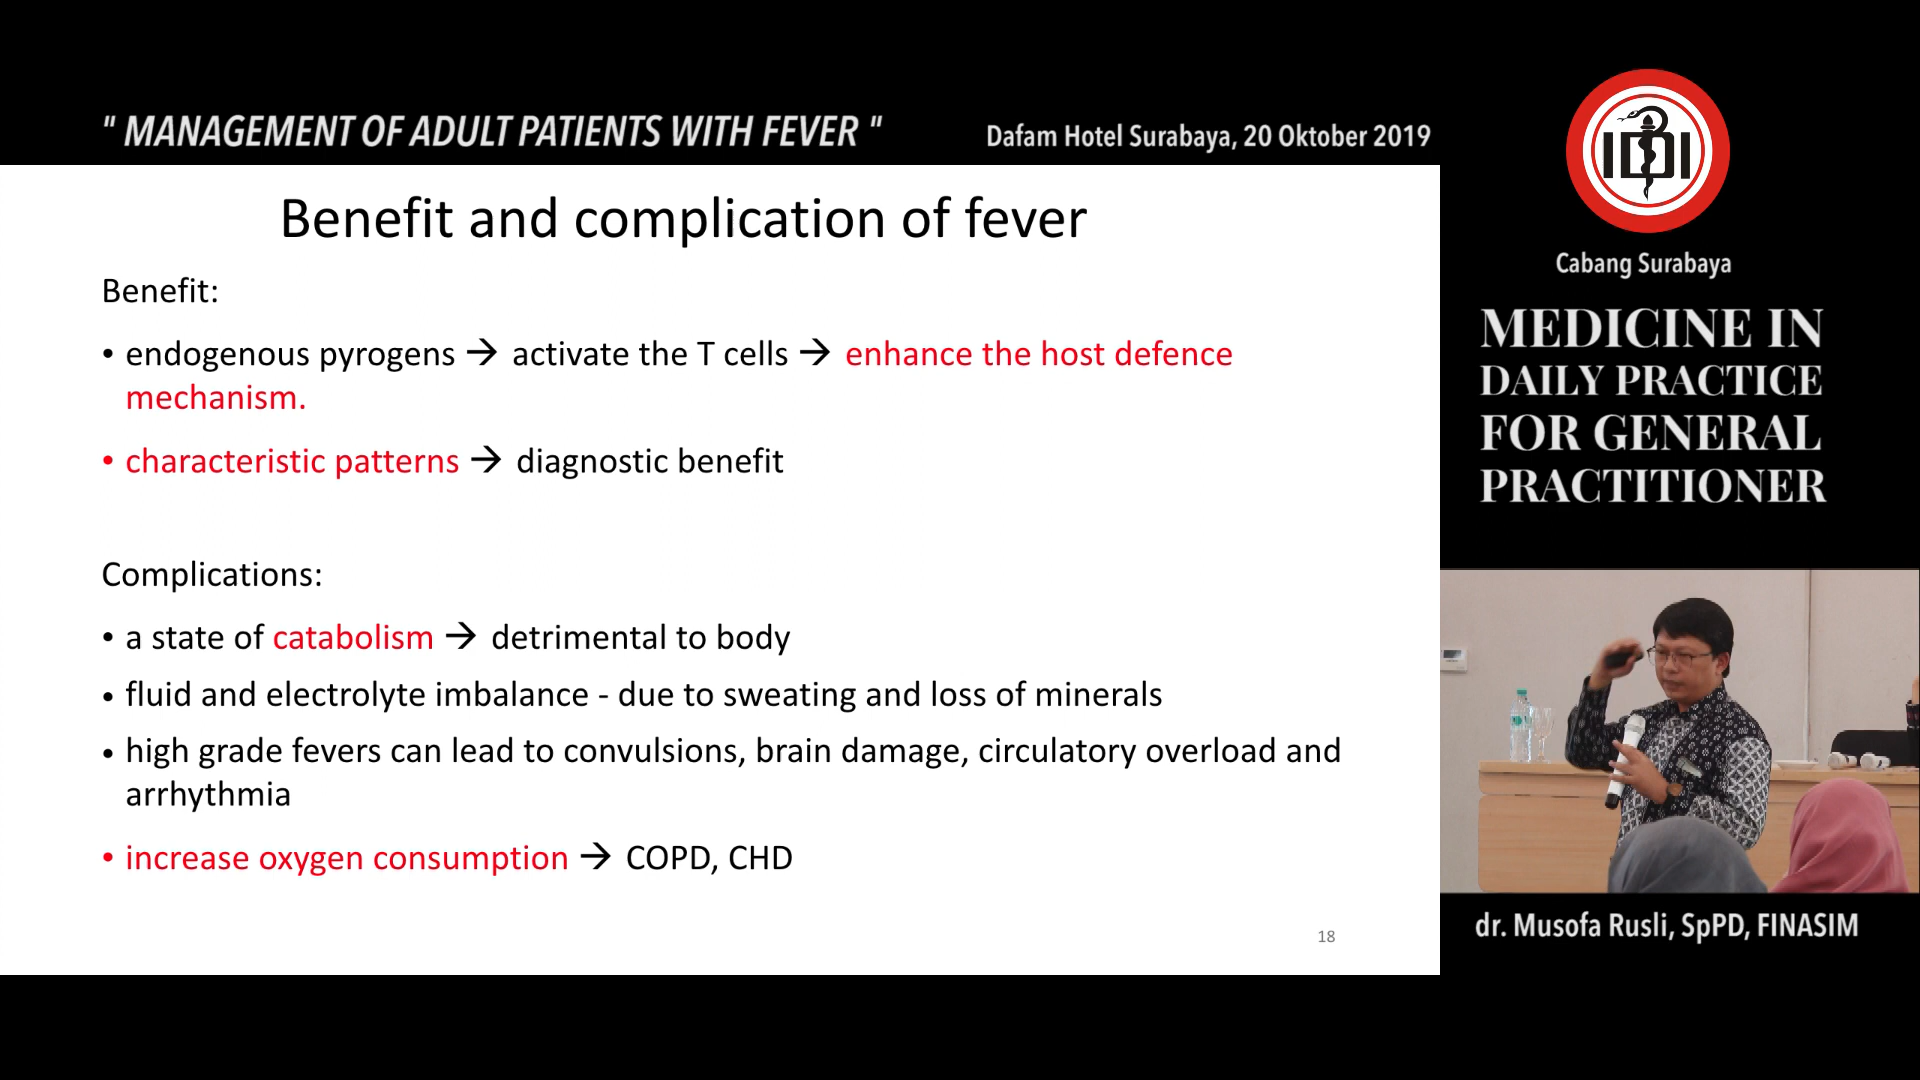 " MANAGEMENT OF ADULT PATIENTS WITH FEVER "
Dafam Hotel Surabaya, 20 Oktober 2019
Benefit and complication of fever
Benefit:
• endogenous pyrogens → activate the T cells → enhance the host defence
mechanism.
• characteristic patterns → diagnostic benefit
Complications:
• a state of catabolism → detrimental to body
• fluid and electrolyte imbalance - due to sweating and loss of minerals
• high grade fevers can lead to convulsions, brain damage, circulatory overload and
arrhythmia
• increase oxygen consumption → COPD, CHD
18
IDI
Cabang Surabaya
MEDICINE IN
DAILY PRACTICE
FOR GENERAL
PRACTITIONER
dr. Musofa Rusli, SpPD, FINASIM